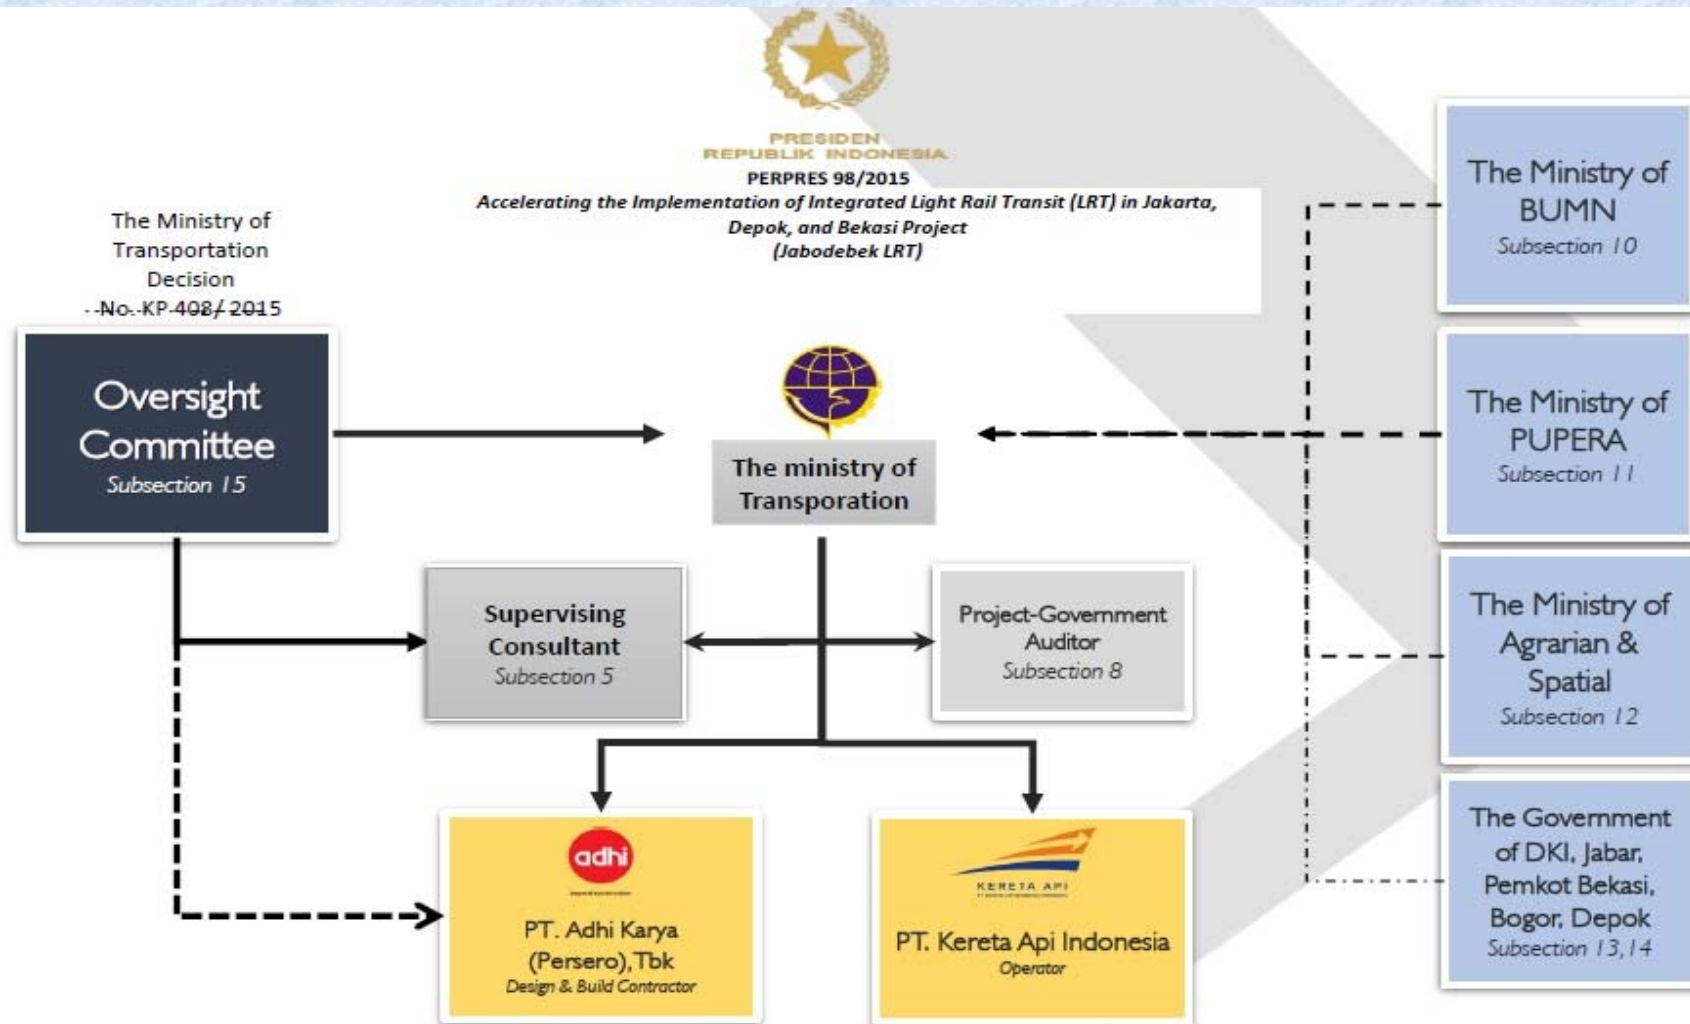 PRESIDEN
REPUBLIK INDONESIA
PERPRES 98/2015
Accelerating the Implementation of Integrated Light Rail Transit (LRT) in Jakarta,
Depok, and Bekasi Project
(Jabodebek LRT)
The Ministry of
Transportation
Decision
No. KP 408/ 2015
Oversight
Committee
Subsection 15
The ministry of
Transporation
Supervising
Consultant
Subsection 5
Project-Government
Auditor
Subsection 8
adhi
PT. Adhi Karya
(Persero),Tbk
Design & Build Contractor
KERETA API
PT. Kereta Api Indonesia
Operator
The Ministry of
BUMN
Subsection 10
The Ministry of
PUPERA
Subsection 11
The Ministry of
Agrarian &
Spatial
Subsection 12
The Government
of DKI, Jabar,
Pemkot Bekasi,
Bogor, Depok
Subsection 13,14